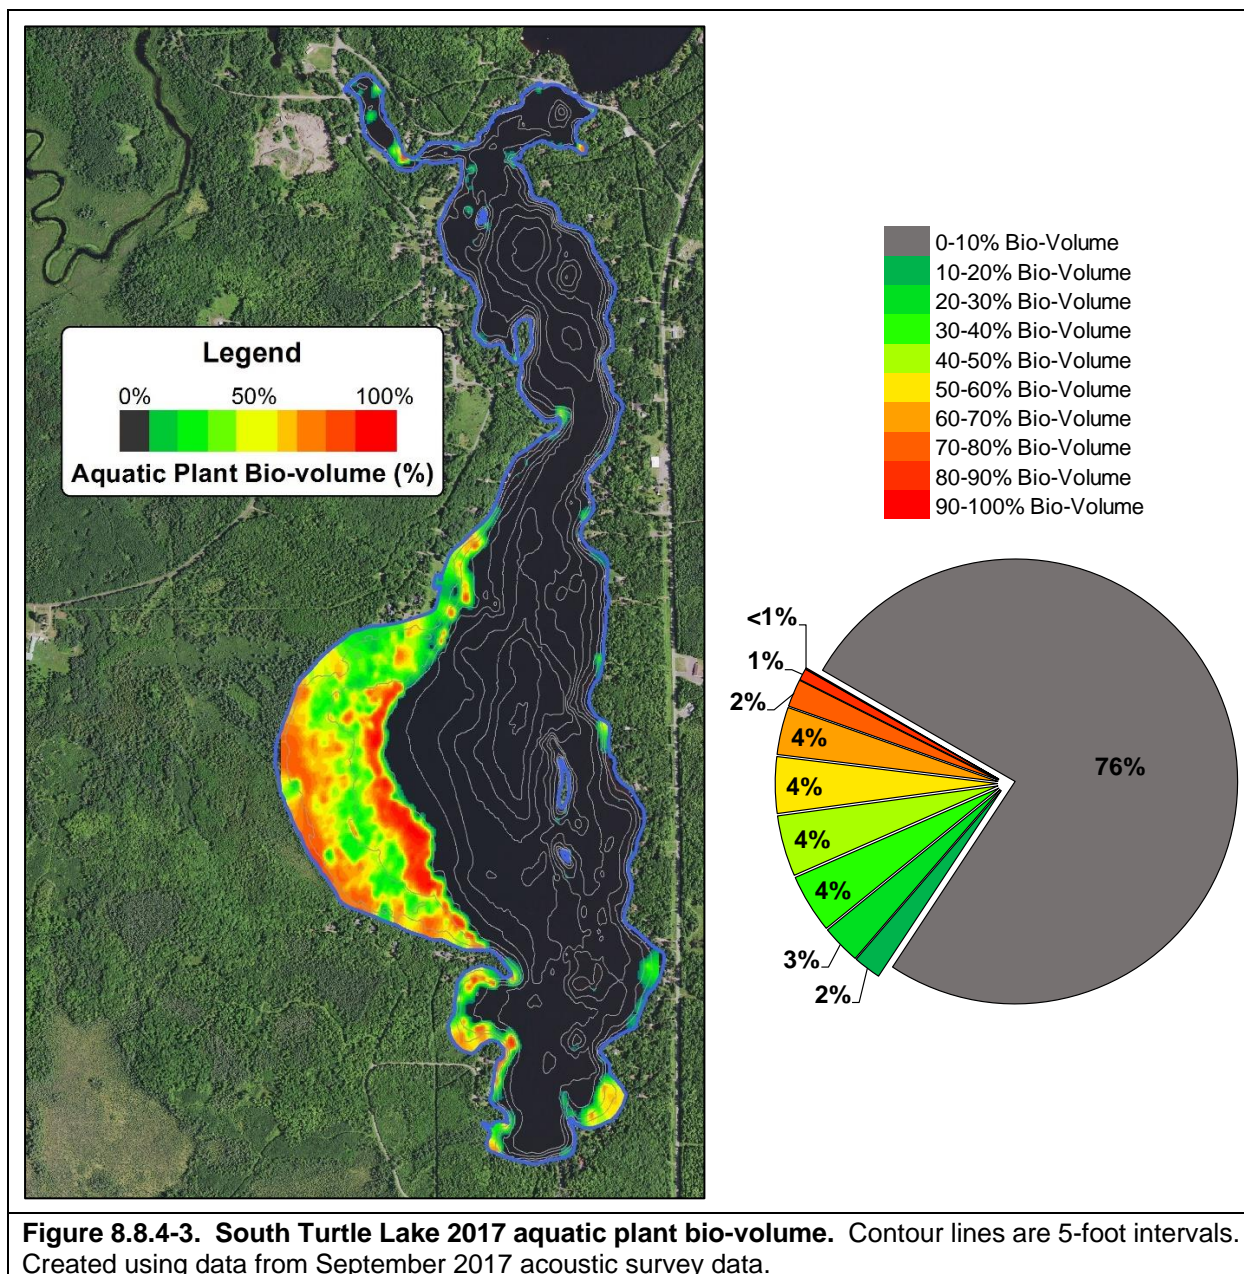 Legend
0% 50% 100%
Aquatic Plant Bio-volume (%)
0-10% Bio-Volume
10-20% Bio-Volume
20-30% Bio-Volume
30-40% Bio-Volume
40-50% Bio-Volume
50-60% Bio-Volume
60-70% Bio-Volume
70-80% Bio-Volume
80-90% Bio-Volume
90-100% Bio-Volume
<1%
1%
2%
4%
76%
4%
4%
4%
3%
2%
Figure 8.8.4-3. South Turtle Lake 2017 aquatic plant bio-volume. Contour lines are 5-foot intervals.
Created using data from September 2017 acoustic survey data.